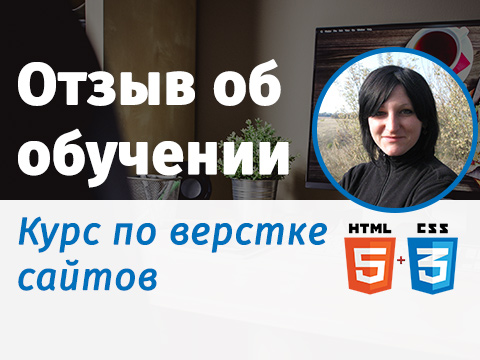 Отзыв об
обучении
Курс по верстке
сайтов
HTML CSS
5 + 3